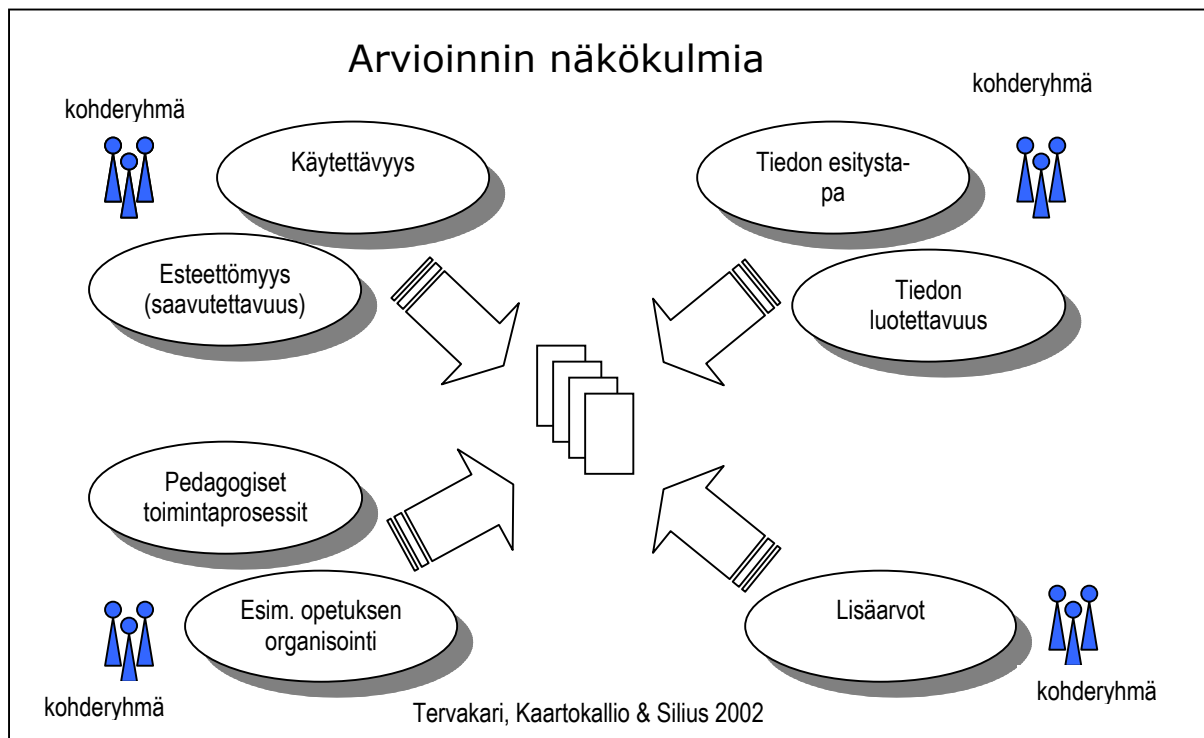 Arvioinnin näkökulmia
kohderyhmä
kohderyhmä
Käytettävyys
Tiedon esitysta-
pa
Esteettömyys
(saavutettavuus)
Tiedon
luotettavuus
Pedagogiset
toimintaprosessit
Esim. opetuksen
organisointi
Lisäarvot
kohderyhmä
kohderyhmä
Tervakari, Kaartokallio & Silius 2002